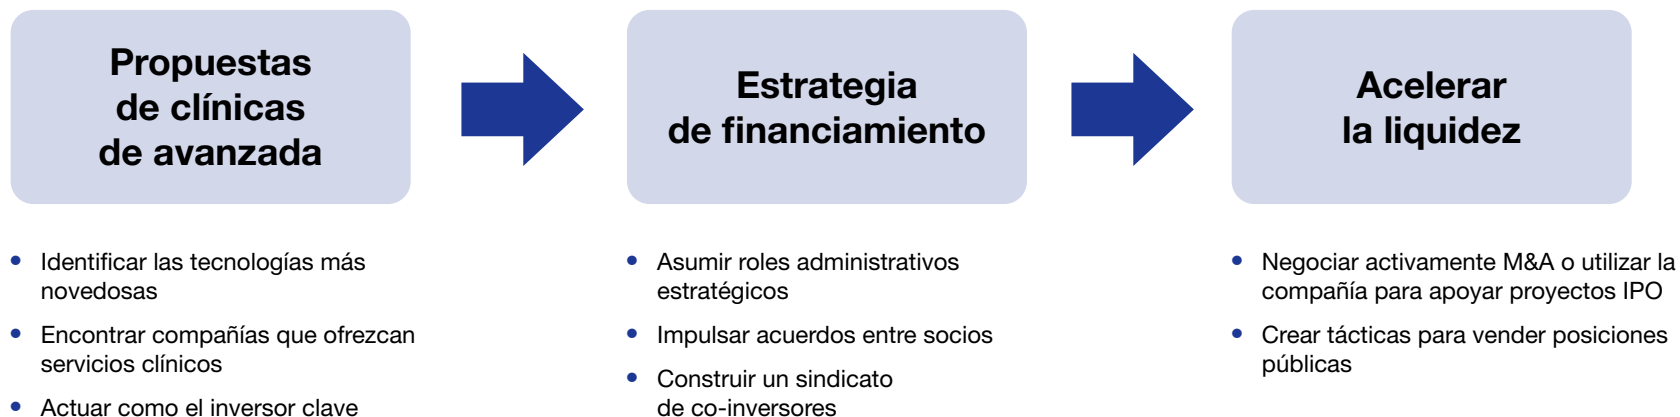 Propuestas
de clínicas
de avanzada
Estrategia
de financiamiento
Acelerar
la liquidez
• Identificar las tecnologías más
novedosas
• Encontrar compañías que ofrezcan
servicios clínicos
• Actuar como el inversor clave
• Asumir roles administrativos
estratégicos
• Impulsar acuerdos entre socios
• Construir un sindicato
de co-inversores
• Negociar activamente M&A o utilizar la
compañía para apoyar proyectos IPO
• Crear tácticas para vender posiciones
públicas